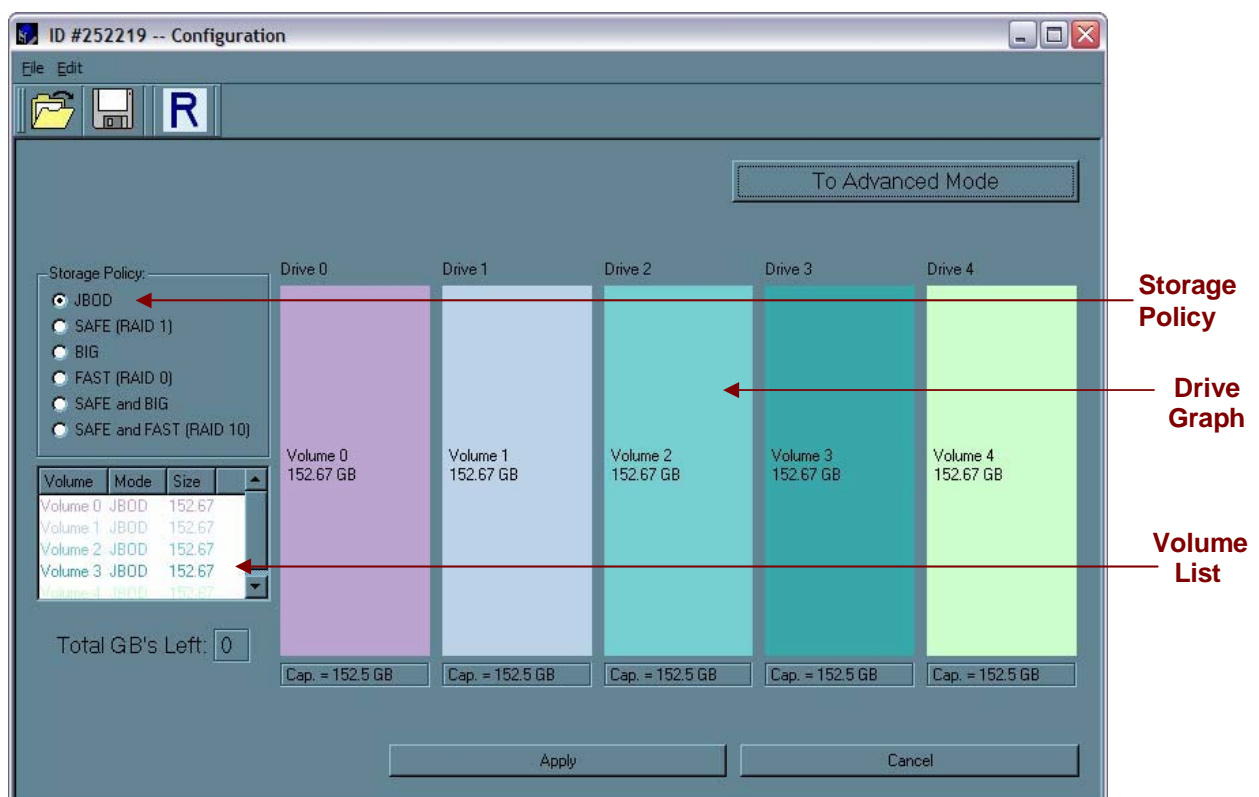 ID #252219 -- Configuration
File Edit
R
To Advanced Mode
Storage Policy:
JBOD
SAFE (RAID 1)
BIG
FAST (RAID 0)
SAFE and BIG
SAFE and FAST (RAID 10)
Drive 0 Drive 1 Drive 2 Drive 3 Drive 4
Volume 0 Volume 1 Volume 2 Volume 3 Volume 4
152.67 GB 152.67 GB 152.67 GB 152.67 GB 152.67 GB
Volume Mode Size
Volume 0 JBOD 152.67
Volume 1 JBOD 152.67
Volume 2 JBOD 152.67
Volume 3 JBOD 152.67
Volume 4 JBOD 152.67
Total GB's Left: 0
Cap. = 152.5 GB Cap. = 152.5 GB Cap. = 152.5 GB Cap. = 152.5 GB Cap. = 152.5 GB
Apply Cancel
Storage
Policy
Drive
Graph
Volume
List